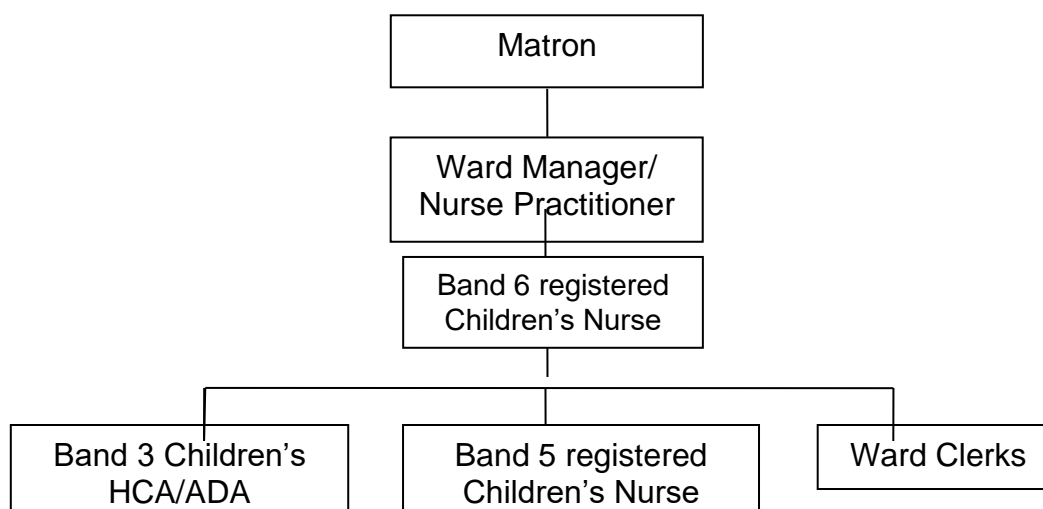 Matron
Ward Manager/
Nurse Practitioner
Band 6 registered
Children’s Nurse
Band 3 Children’s
HCA/ADA
Band 5 registered
Children’s Nurse
Ward Clerks